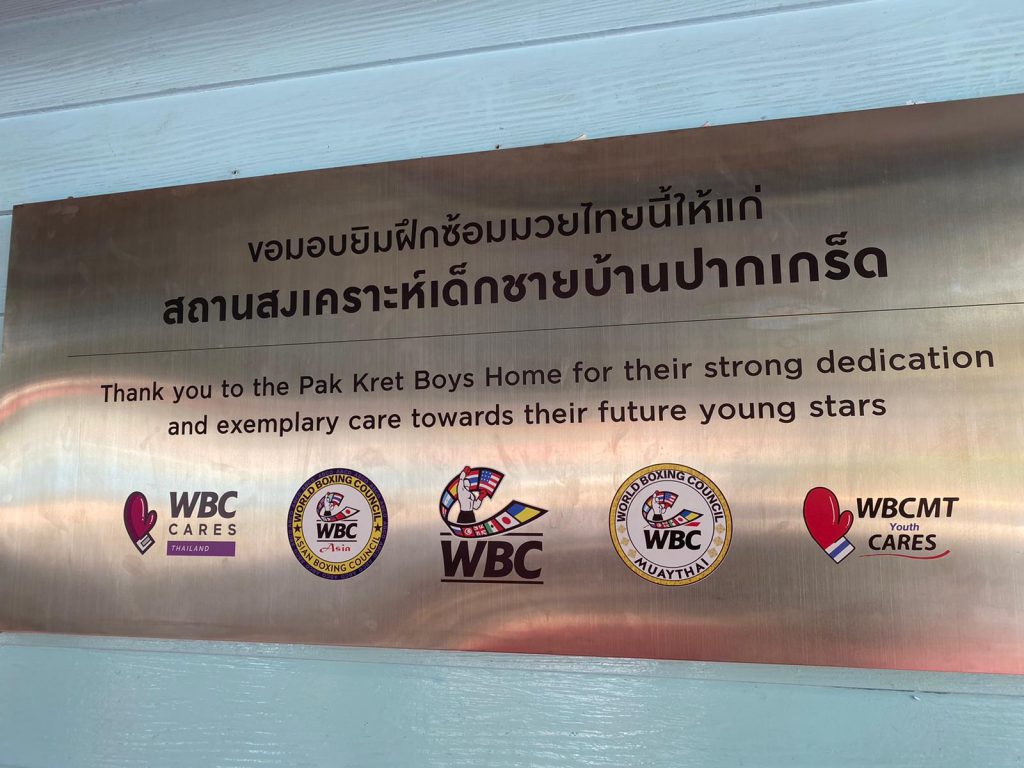 ขอมอบยิมฝึกซ้อมมวยไทยนี้ให้แก่
สถานสงเคราะห์เด็กชายบ้านปากเกร็ด
Thank you to the Pak Kret Boys Home for their strong dedication
and exemplary care towards their future young stars
WBC
CARES
THAILAND
WORLD BOXING COUNCIL
WBC
Asia
ASIAN BOXING COUNCIL
WBC
WORLD BOXING COUNCIL
WBC
MUAYTHAI
WBCMT
Youth
CARES